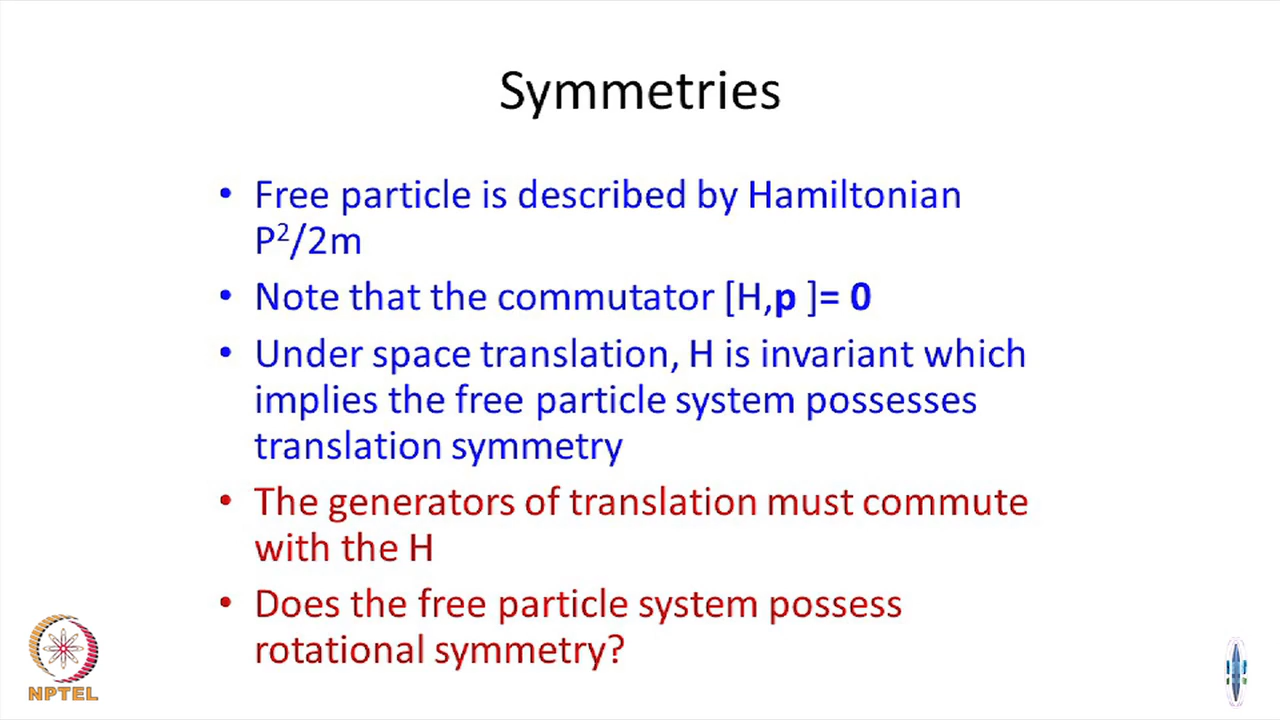 Symmetries
• Free particle is described by Hamiltonian
P²/2m
• Note that the commutator [H,p ]= 0
• Under space translation, H is invariant which
implies the free particle system possesses
translation symmetry
• The generators of translation must commute
with the H
• Does the free particle system possess
rotational symmetry?
NPTEL